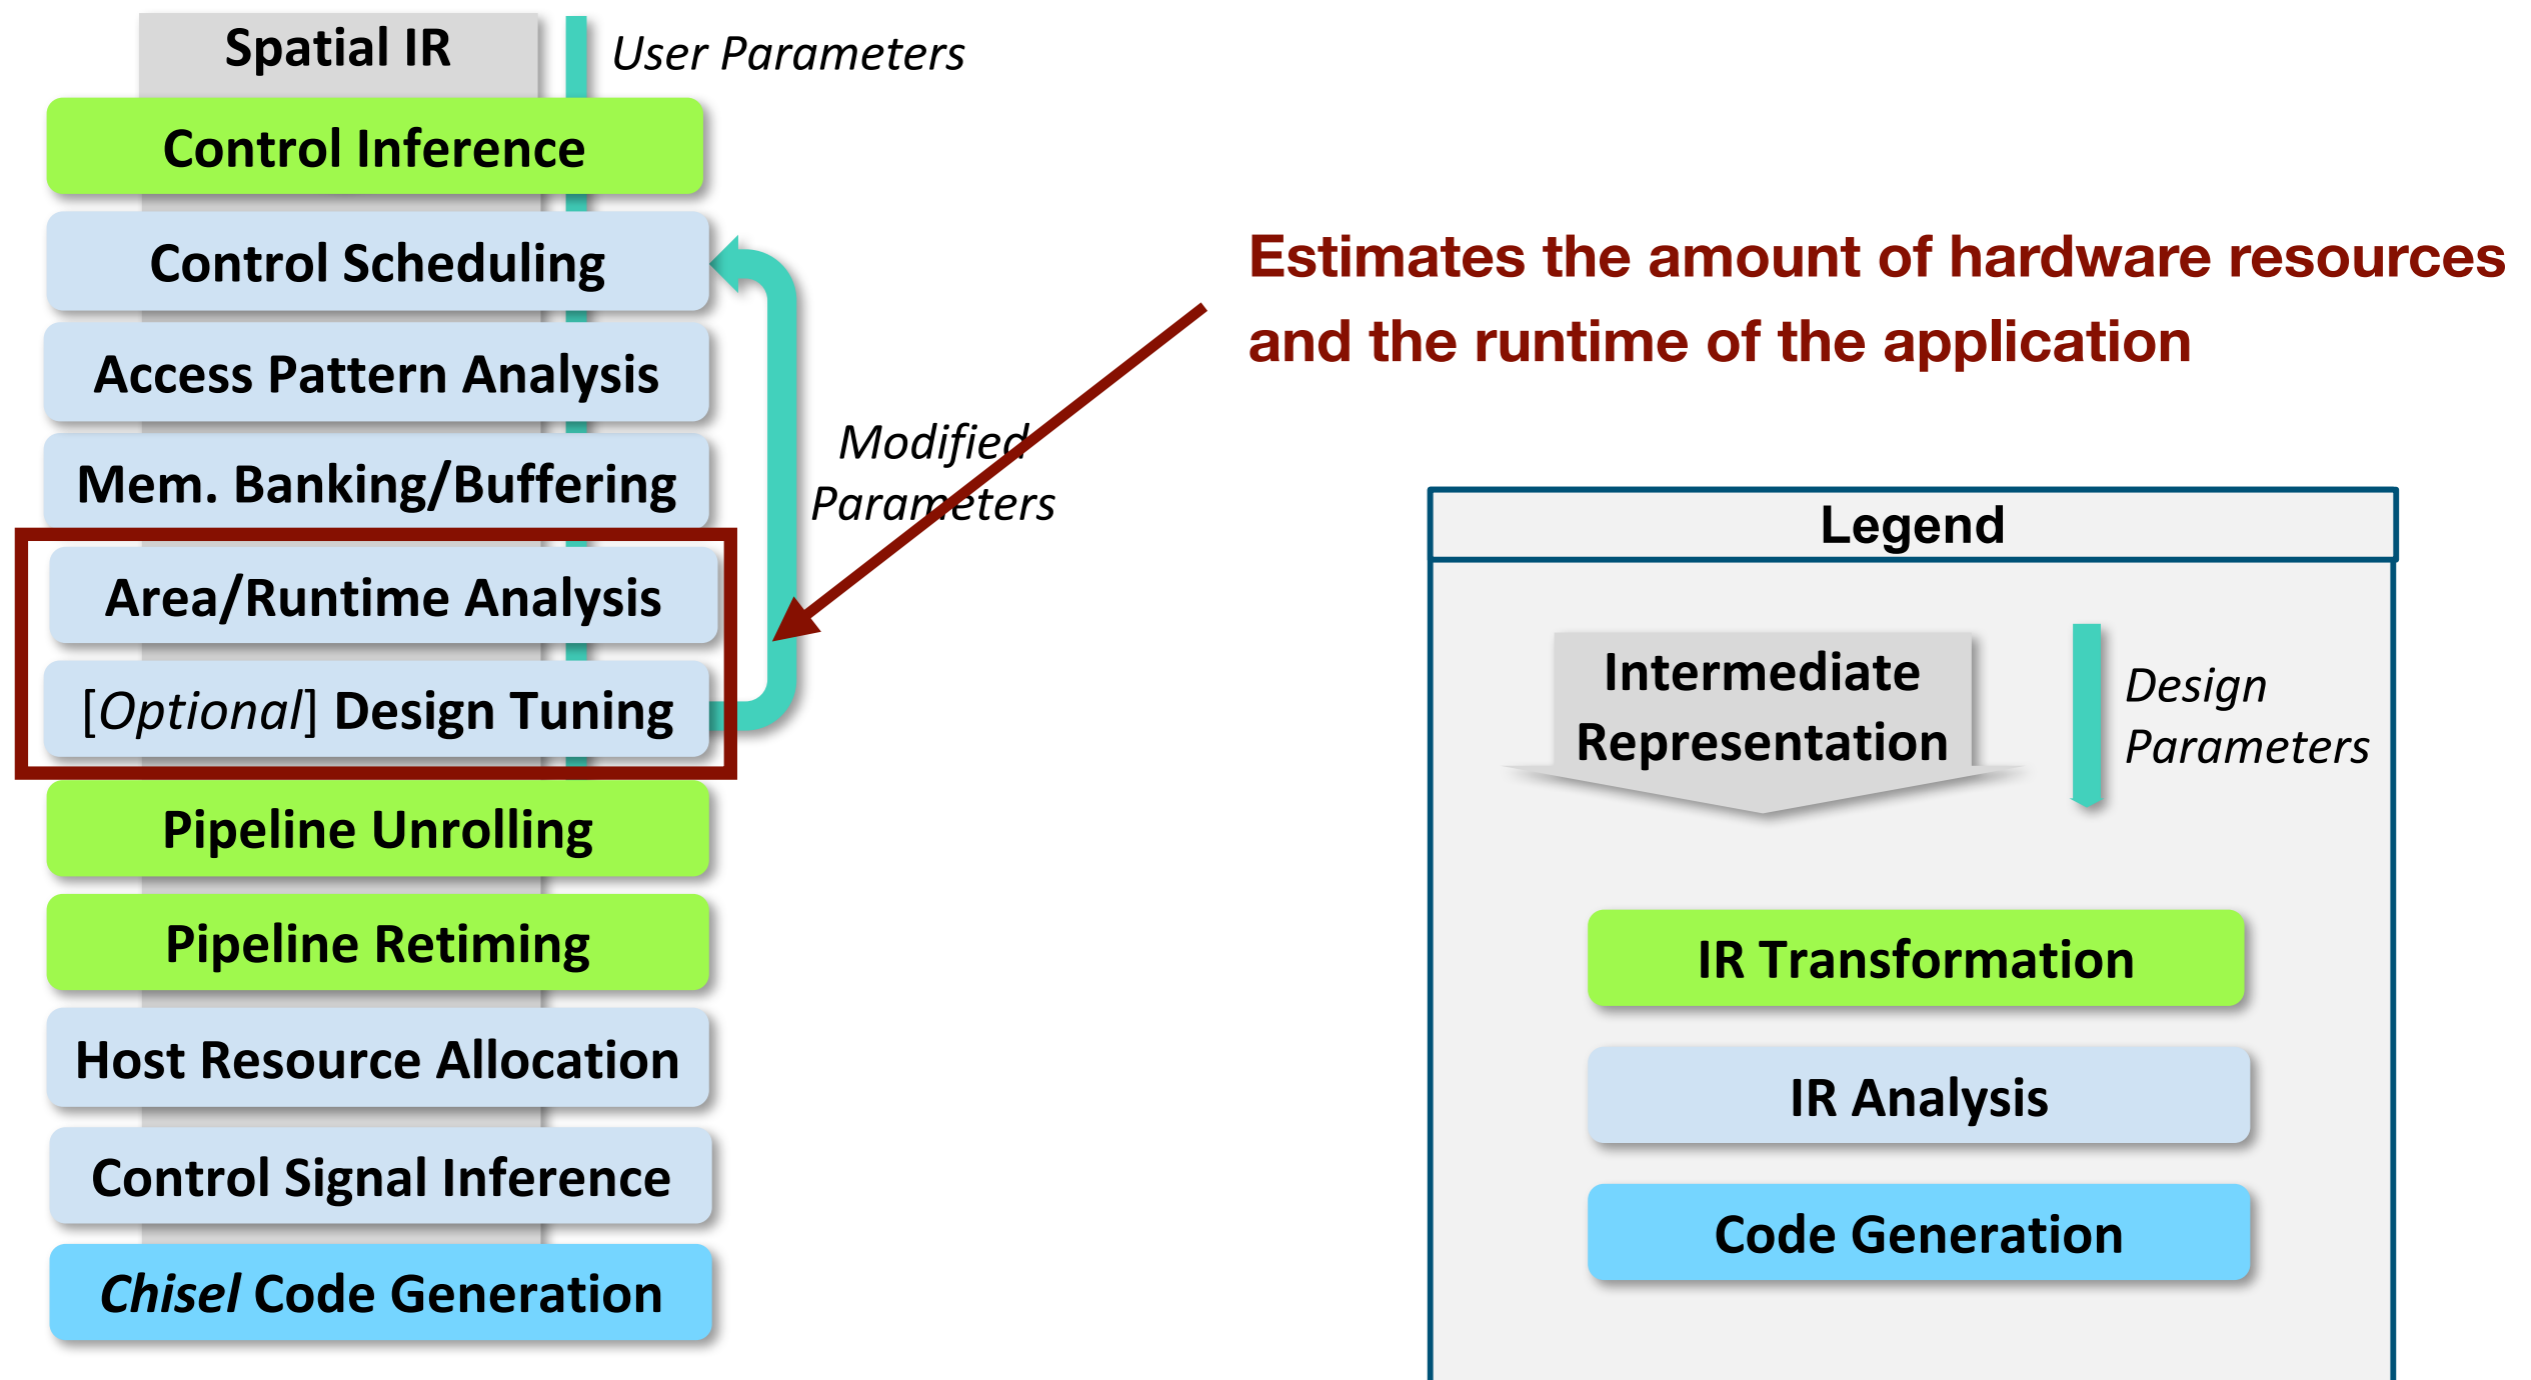 Spatial IR
User Parameters
Control Inference
Control Scheduling
Access Pattern Analysis
Mem. Banking/Buffering
Area/Runtime Analysis
[Optional] Design Tuning
Pipeline Unrolling
Pipeline Retiming
Host Resource Allocation
Control Signal Inference
Chisel Code Generation
Modified
Parameters
Estimates the amount of hardware resources
and the runtime of the application
Legend
Intermediate
Representation
Design
Parameters
IR Transformation
IR Analysis
Code Generation